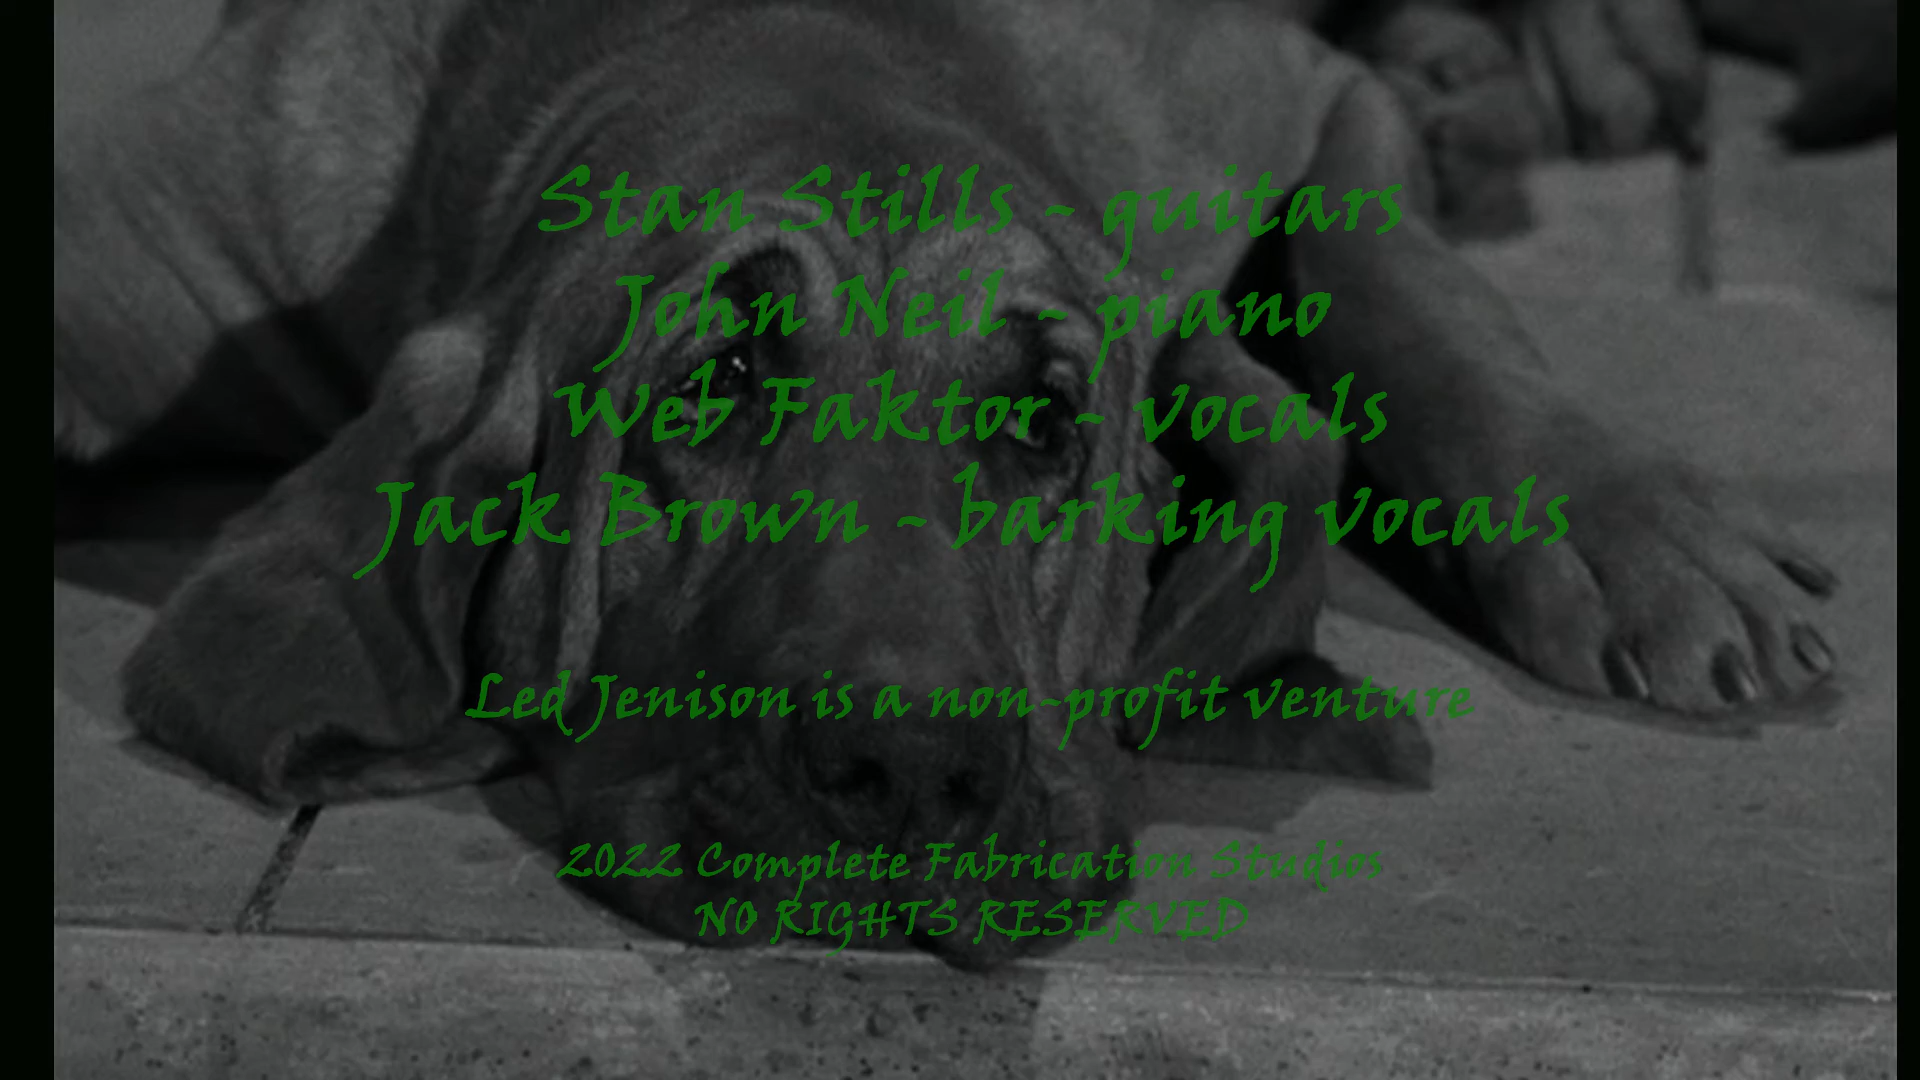 Stan Stills - guitars
John Neil - piano
Web Faktor - vocals
Jack Brown - barking vocals
Led Jenison is a non-profit venture
2022 Complete Fabrication Studios
NO RIGHTS RESERVED